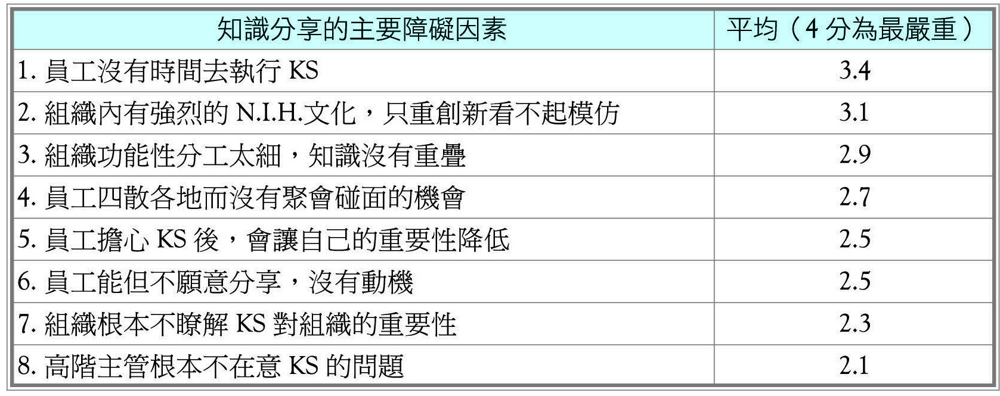 知識分享的主要障礙因素 平均（4 分為最嚴重）
1. 員工沒有時間去執行 KS 3.4
2. 組織內有強烈的 N.I.H.文化，只重創新看不起模仿 3.1
3. 組織功能性分工太細，知識沒有重疊 2.9
4. 員工四散各地而沒有聚會碰面的機會 2.7
5. 員工擔心 KS 後，會讓自己的重要性降低 2.5
6. 員工能但不願意分享，沒有動機 2.5
7. 組織根本不瞭解 KS 對組織的重要性 2.3
8. 高階主管根本不在意 KS 的問題 2.1